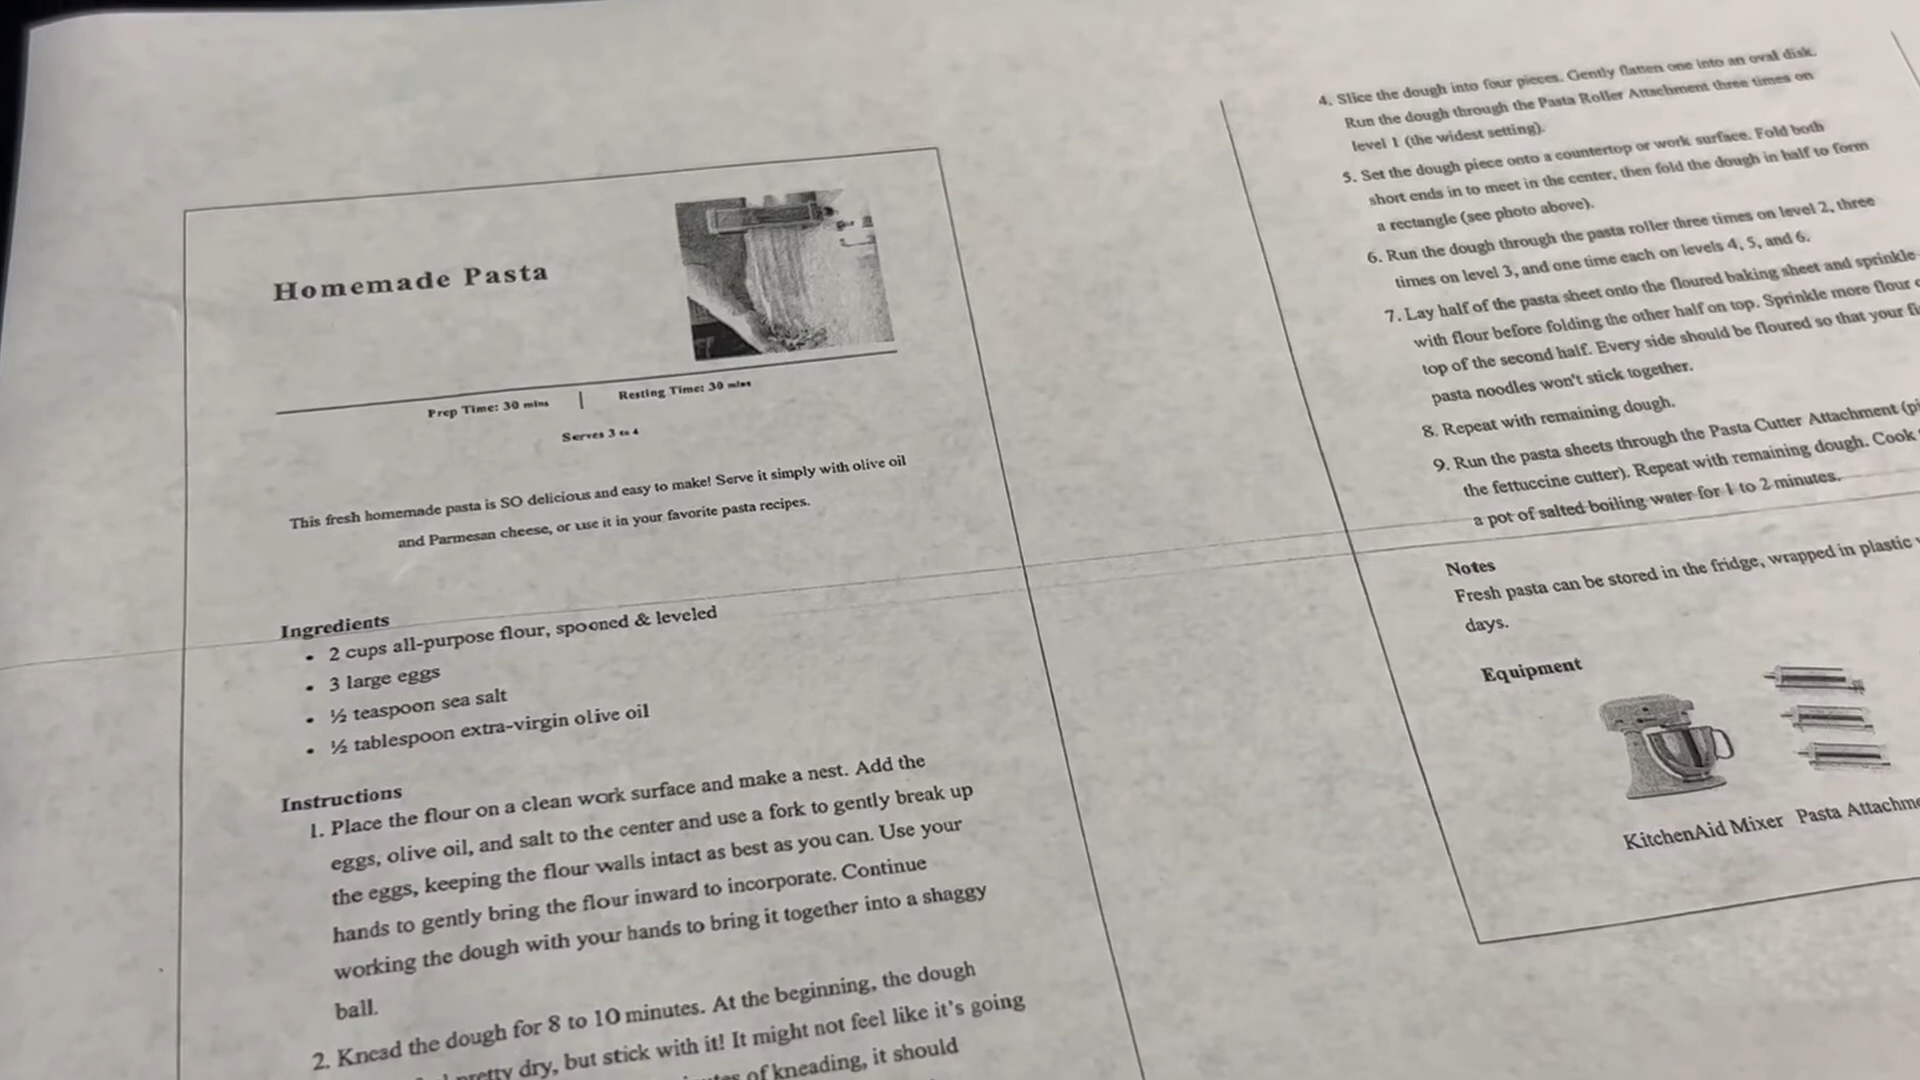 Homemade Pasta
Prep Time: 30 mins | Resting Time: 30 mins
Serves 3 to 4
This fresh homemade pasta is SO delicious and easy to make! Serve it simply with olive oil
and Parmesan cheese, or use it in your favorite pasta recipes.
Ingredients
• 2 cups all-purpose flour, spooned & leveled
• 3 large eggs
• ½ teaspoon sea salt
• ½ tablespoon extra-virgin olive oil
Instructions
1. Place the flour on a clean work surface and make a nest. Add the
eggs, olive oil, and salt to the center and use a fork to gently break up
the eggs, keeping the flour walls intact as best as you can. Use your
hands to gently bring the flour inward to incorporate. Continue
working the dough with your hands to bring it together into a shaggy
ball.
2. Knead the dough for 8 to 10 minutes. At the beginning, the dough
pretty dry, but stick with it! It might not feel like it's going
of kneading, it should
4. Slice the dough into four pieces. Gently flatten one into an oval disk.
Run the dough through the Pasta Roller Attachment three times on
level 1 (the widest setting).
5. Set the dough piece onto a countertop or work surface. Fold both
short ends in to meet in the center, then fold the dough in half to form
a rectangle (see photo above).
6. Run the dough through the pasta roller three times on level 2, three
times on level 3, and one time each on levels 4, 5, and 6.
7. Lay half of the pasta sheet onto the floured baking sheet and sprinkle
with flour before folding the other half on top. Sprinkle more flour
top of the second half. Every side should be floured so that your
pasta noodles won't stick together.
8. Repeat with remaining dough.
9. Run the pasta sheets through the Pasta Cutter Attachment
the fettuccine cutter). Repeat with remaining dough. Cook
a pot of salted boiling water for 1 to 2 minutes.
Notes
Fresh pasta can be stored in the fridge, wrapped in plastic
days.
Equipment
KitchenAid Mixer Pasta